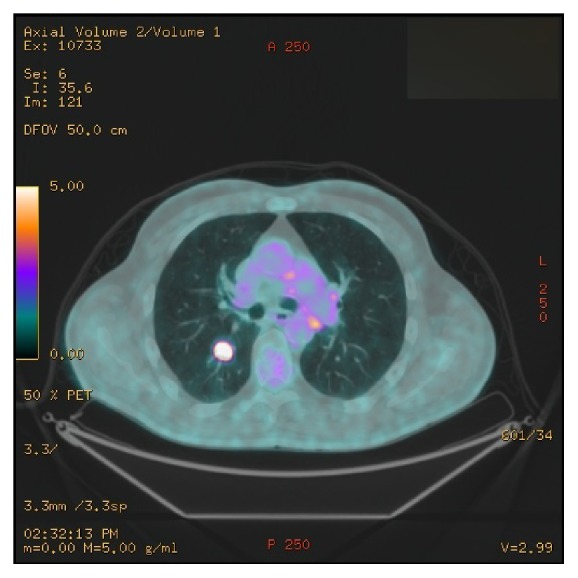 Axial Volume 2/Volume 1
Ex: 10733
A 250
Se: 6
I: 35.6
Im: 121
DFOV 50.0 cm
5.00
L
2
5
0
0.00
50 % PET
3.3/
801/34
3.3mm /3.3sp
02:32:13 PM
m=0.00 M=5.00 g/ml
P 250
V=2.99